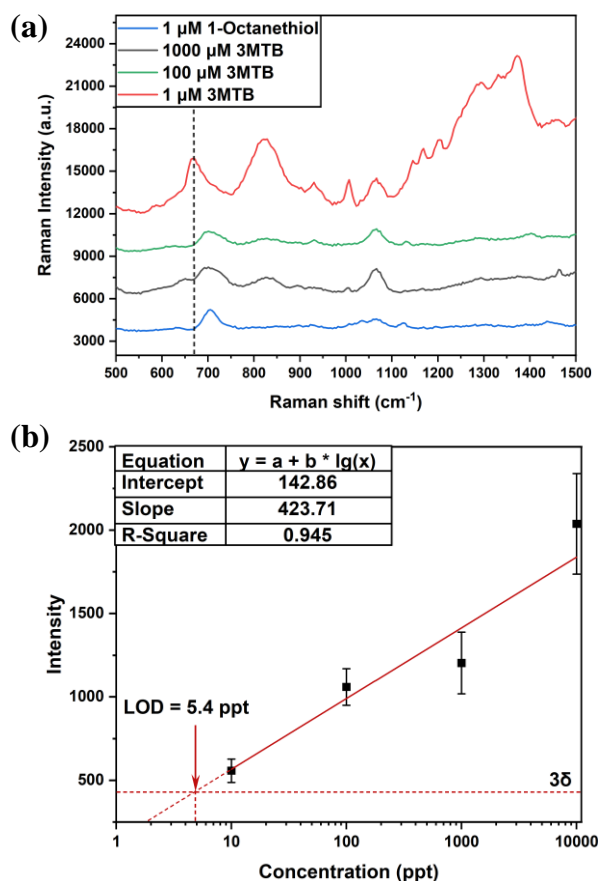 (a)
1 µM 1-Octanethiol
1000 µM 3MTB
100 µM 3MTB
1 µM 3MTB
24000
21000
18000
15000
12000
9000
6000
3000
Raman Intensity (a.u.)
500 600 700 800 900 1000 1100 1200 1300 1400 1500
Raman shift (cm⁻¹)
(b)
Equation y = a + b * lg(x)
Intercept 142.86
Slope 423.71
R-Square 0.945
2500
2000
1500
1000
500
0
Intensity
LOD = 5.4 ppt
3δ
1 10 100 1000 10000
Concentration (ppt)